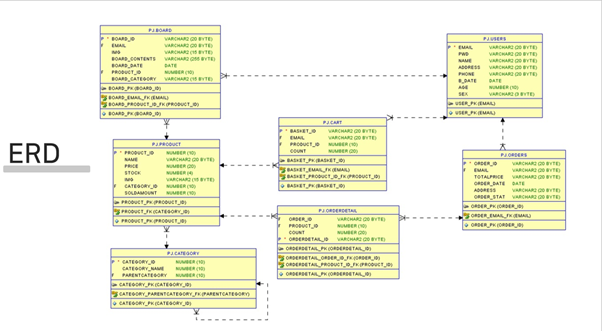 ERD
PJ.BOARD
P * BOARD_ID VARCHAR2 (20 BYTE)
F EMAIL VARCHAR2 (20 BYTE)
IMG VARCHAR2 (15 BYTE)
BOARD_CONTENTS VARCHAR2 (255 BYTE)
BOARD_DATE DATE
F PRODUCT_ID NUMBER (10)
BOARD_CATEGORY VARCHAR2 (15 BYTE)
BOARD_PK (BOARD_ID)
BOARD_EMAIL_FK (EMAIL)
BOARD_PRODUCT_ID_FK (PRODUCT_ID)
BOARD_PK (BOARD_ID)
PJ.USERS
P * EMAIL VARCHAR2 (20 BYTE)
PWD VARCHAR2 (20 BYTE)
NAME VARCHAR2 (20 BYTE)
ADDRESS VARCHAR2 (20 BYTE)
PHONE VARCHAR2 (20 BYTE)
B_DATE DATE
AGE NUMBER (10)
SEX VARCHAR2 (3 BYTE)
USER_PK (EMAIL)
USER_PK (EMAIL)
PJ.CART
P * BASKET_ID VARCHAR2 (20 BYTE)
F EMAIL VARCHAR2 (20 BYTE)
F PRODUCT_ID NUMBER (10)
COUNT NUMBER (20)
BASKET_PK (BASKET_ID)
BASKET_EMAIL_FK (EMAIL)
BASKET_PRODUCT_ID_FK (PRODUCT_ID)
BASKET_PK (BASKET_ID)
PJ.PRODUCT
P * PRODUCT_ID NUMBER (10)
NAME VARCHAR2 (20 BYTE)
PRICE NUMBER (20)
STOCK NUMBER (4)
IMG VARCHAR2 (15 BYTE)
F CATEGORY_ID NUMBER (10)
SOLDAMOUNT NUMBER (10)
PRODUCT_PK (PRODUCT_ID)
PRODUCT_FK (CATEGORY_ID)
PRODUCT_PK (PRODUCT_ID)
PJ.ORDERS
P * ORDER_ID VARCHAR2 (20 BYTE)
F EMAIL VARCHAR2 (20 BYTE)
TOTALPRICE VARCHAR2 (20 BYTE)
ORDER_DATE DATE
ADDRESS VARCHAR2 (20 BYTE)
ORDER_STAT VARCHAR2 (20 BYTE)
ORDER_PK (ORDER_ID)
ORDER_EMAIL_FK (EMAIL)
ORDER_PK (ORDER_ID)
PJ.ORDERDETAIL
F ORDER_ID VARCHAR2 (20 BYTE)
F PRODUCT_ID NUMBER (10)
COUNT NUMBER (20)
P * ORDERDETAIL_ID VARCHAR2 (20 BYTE)
ORDERDETAIL_PK (ORDERDETAIL_ID)
ORDERDETAIL_ORDER_ID_FK (ORDER_ID)
ORDERDETAIL_PRODUCT_ID_FK (PRODUCT_ID)
ORDERDETAIL_PK (ORDERDETAIL_ID)
PJ.CATEGORY
P * CATEGORY_ID NUMBER (10)
CATEGORY_NAME NUMBER (10)
F PARENTCATEGORY NUMBER (10)
CATEGORY_PK (CATEGORY_ID)
CATEGORY_PARENTCATEGORY_FK (PARENTCATEGORY)
CATEGORY_PK (CATEGORY_ID)